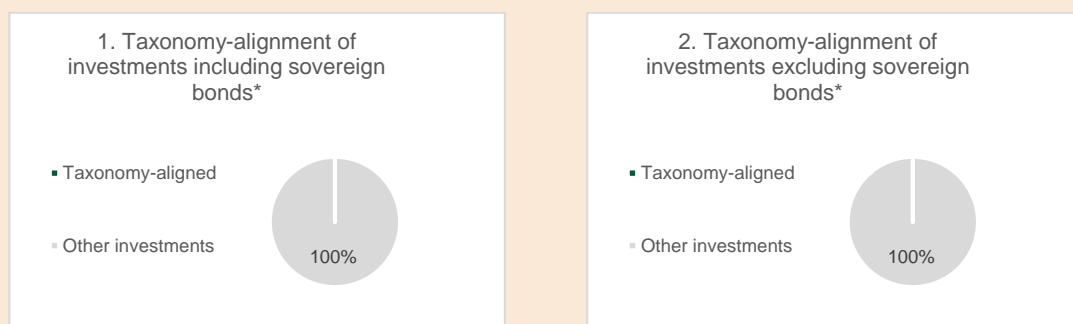 1. Taxonomy-alignment of
investments including sovereign
bonds*
Taxonomy-aligned
Other investments
100%
2. Taxonomy-alignment of
investments excluding sovereign
bonds*
Taxonomy-aligned
Other investments
100%